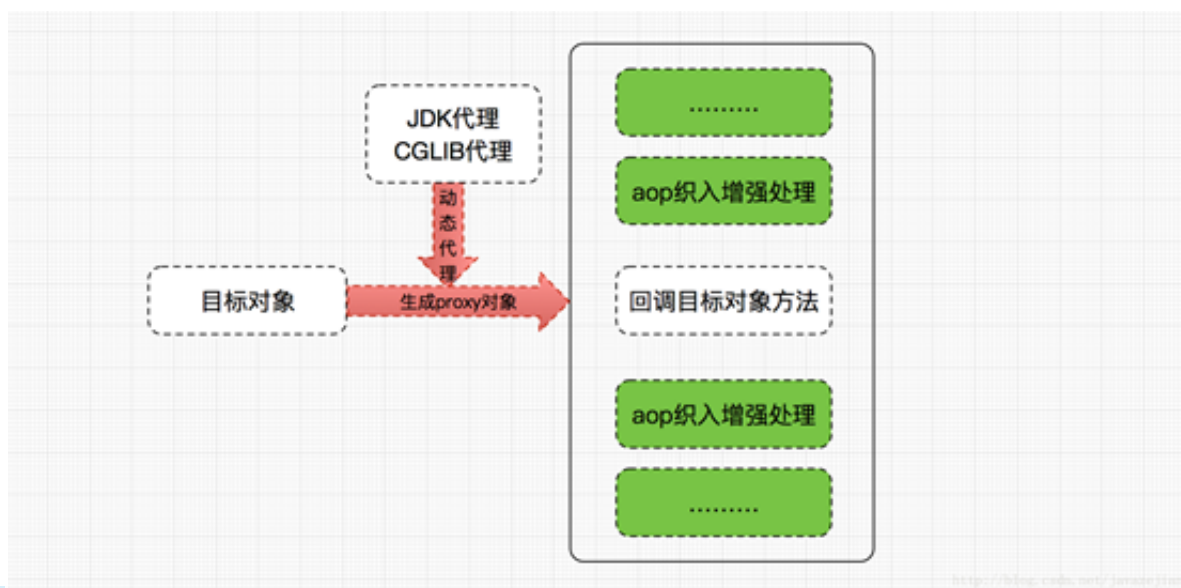 JDK代理
CGLIB代理
动态代理
目标对象
生成proxy对象
.........
aop织入增强处理
回调目标对象方法
aop织入增强处理
.........